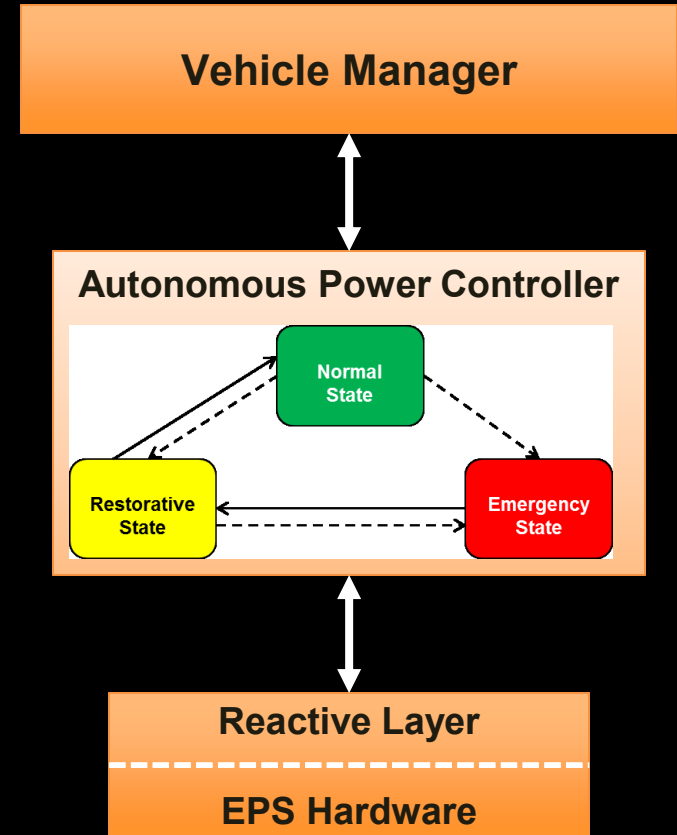 Vehicle Manager
Autonomous Power Controller
Normal
State
Restorative
State
Emergency
State
Reactive Layer
EPS Hardware